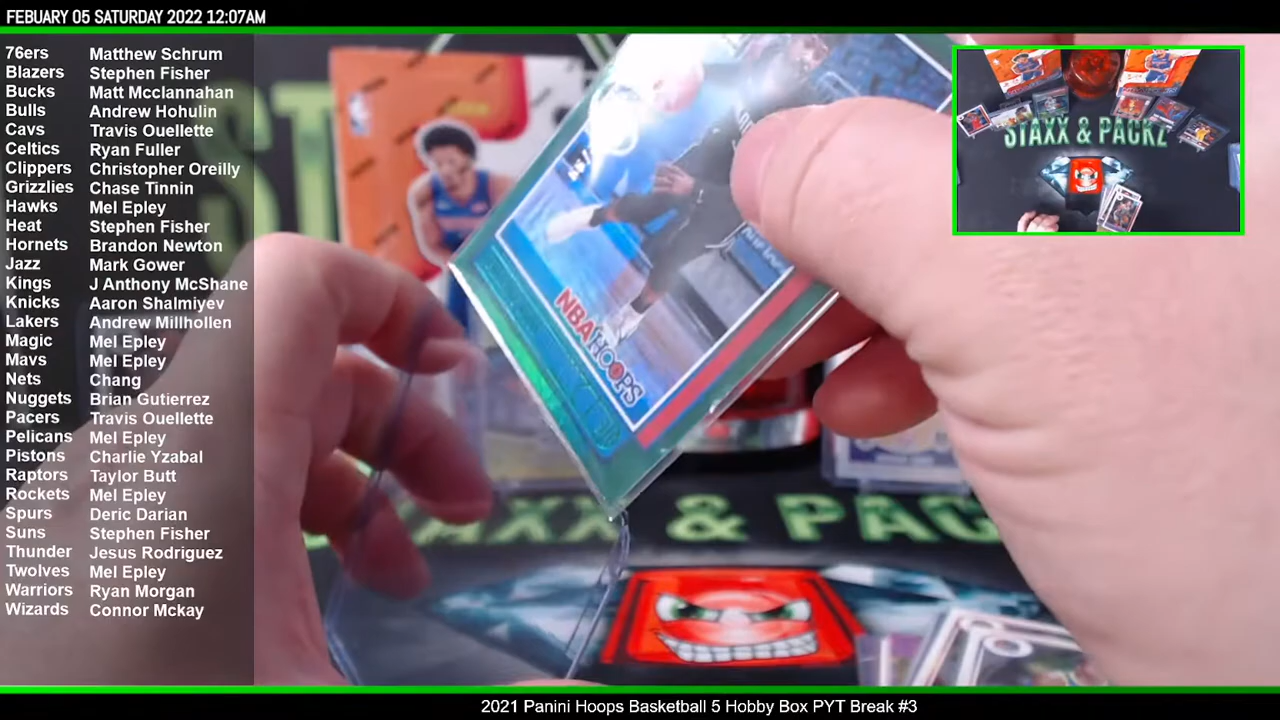 FEBUARY 05 SATURDAY 2022 12:07AM
76ers Matthew Schrum
Blazers Stephen Fisher
Bucks Matt Mcclannahan
Bulls Andrew Hohulin
Cavs Travis Ouellette
Celtics Ryan Fuller
Clippers Christopher Oreilly
Grizzlies Chase Tinnin
Hawks Mel Epley
Heat Stephen Fisher
Hornets Brandon Newton
Jazz Mark Gower
Kings J Anthony McShane
Knicks Aaron Shalmiyev
Lakers Andrew Millhollen
Magic Mel Epley
Mavs Mel Epley
Nets Chang
Nuggets Brian Gutierrez
Pacers Travis Ouellette
Pelicans Mel Epley
Pistons Charlie Yzabal
Raptors Taylor Butt
Rockets Mel Epley
Spurs Deric Darian
Suns Stephen Fisher
Thunder Jesus Rodriguez
Twolves Mel Epley
Warriors Ryan Morgan
Wizards Connor Mckay
STAXX & PACKZ
NBA HOOPS
& PAC
2021 Panini Hoops Basketball 5 Hobby Box PYT Break #3